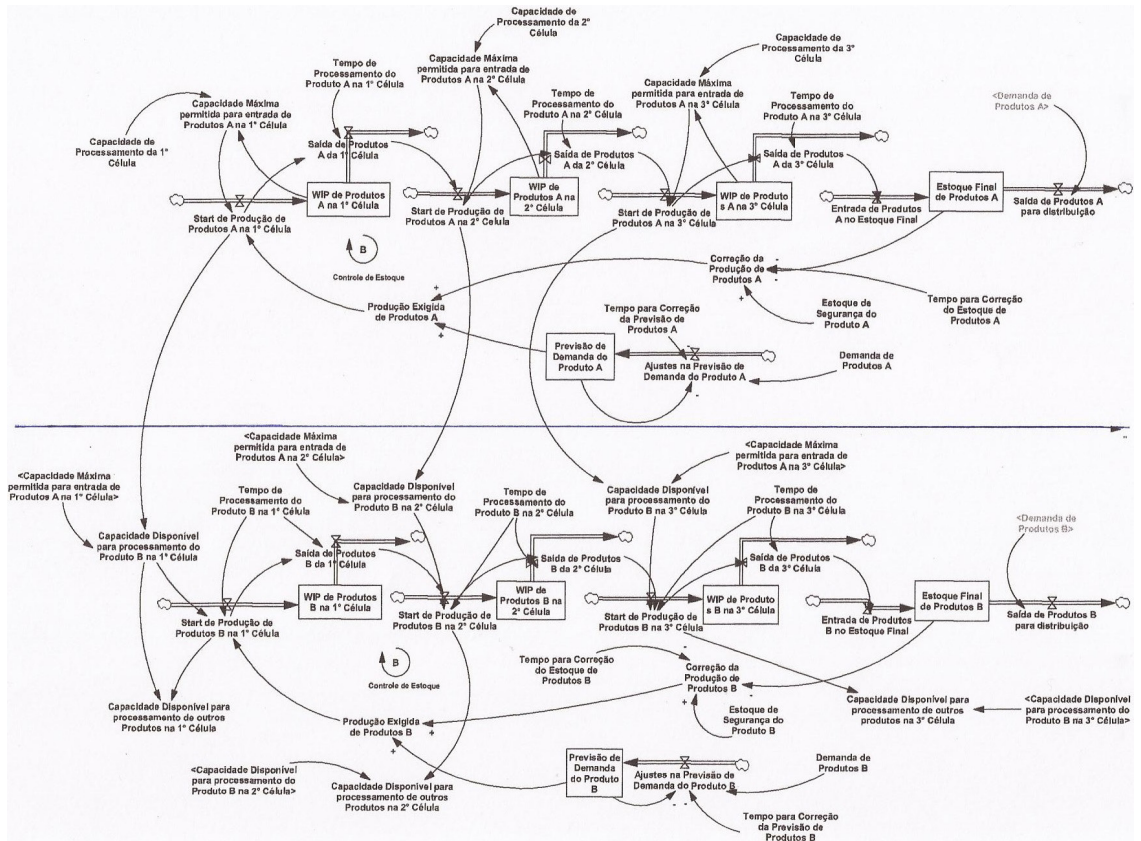 Capacidade de
Processamento da 2°
Célula
Capacidade Máxima
permitida para entrada de
Produtos A na 2° Célula
Capacidade de
Processamento da 3°
Célula
Tempo de
Processamento do
Produto A na 1° Célula
Capacidade Máxima
permitida para entrada de
Produtos A na 1° Célula
Capacidade de
Processamento da 1°
Célula
Tempo de
Processamento do
Produto A na 2° Célula
Capacidade Máxima
permitida para entrada de
Produtos A na 3° Célula
Tempo de
Processamento do
Produto A na 3° Célula
<Demanda de
Produtos A>
Saída de Produtos
A da 1° Célula
Saída de Produtos
A da 2° Célula
Saída de Produtos
A da 3° Célula
WIP de Produtos
A na 1° Célula
WIP de
Produtos A na
2° Célula
WIP de Produto
s A na 3° Célula
Estoque Final
de Produtos A
Start de Produção de
Produtos A na 1° Célula
Start de Produção de
Produtos A na 2° Célula
Start de Produção de
Produtos A na 3° Célula
Entrada de Produtos
A no Estoque Final
Saída de Produtos A
para distribuição
B
Controle de Estoque
Correção da
Produção de
Produtos A
-
-
+
+
Produção Exigida
de Produtos A
+
Tempo para Correção
da Previsão de
Produtos A
Estoque de
Segurança do
Produto A
Tempo para Correção
do Estoque de
Produtos A
Previsão de
Demanda do
Produto A
-
Ajustes na Previsão de
Demanda do Produto A
-
Demanda de
Produtos A
<Capacidade Máxima
permitida para entrada de
Produtos A na 2° Célula>
<Capacidade Máxima
permitida para entrada de
Produtos A na 3° Célula>
<Capacidade Máxima
permitida para entrada de
Produtos A na 1° Célula>
Tempo de
Processamento do
Produto B na 1° Célula
Capacidade Disponível
para processamento do
Produto B na 2° Célula
Tempo de
Processamento do
Produto B na 2° Célula
Capacidade Disponível
para processamento do
Produto B na 3° Célula
Tempo de
Processamento do
Produto B na 3° Célula
<Demanda de
Produtos B>
Capacidade Disponível
para processamento do
Produto B na 1° Célula
Saída de Produtos
B da 1° Célula
Saída de Produtos
B da 2° Célula
Saída de Produtos
B da 3° Célula
WIP de Produtos
B na 1° Célula
WIP de
Produtos B na
2° Célula
WIP de Produto
s B na 3° Célula
Estoque Final
de Produtos B
Start de Produção de
Produtos B na 1° Célula
Start de Produção de
Produtos B na 2° Célula
Start de Produção de
Produtos B na 3° Célula
Entrada de Produtos
B no Estoque Final
Saída de Produtos B
para distribuição
B
Controle de Estoque
Tempo para Correção
do Estoque de
Produtos B
-
Correção da
Produção de
Produtos B
-
+
Capacidade Disponível para
processamento de outros
Produtos na 1° Célula
Produção Exigida
de Produtos B
+
+
Estoque de
Segurança do
Produto B
Capacidade Disponível para
processamento de outros
produtos na 3° Célula
<Capacidade Disponível
para processamento do
Produto B na 3° Célula>
<Capacidade Disponível
para processamento do
Produto B na 2° Célula>
Capacidade Disponível para
processamento de outros
Produtos na 2° Célula
Previsão de
Demanda
do Produto
B
Ajustes na Previsão de
Demanda do Produto B
-
-
Demanda de
Produtos B
Tempo para Correção
da Previsão de
Produtos B